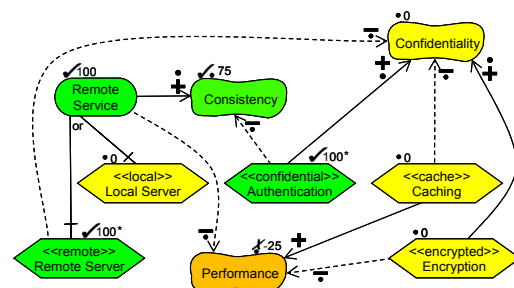 0
Confidentiality
100
Remote
Service
75
Consistency
or
0
<<local>>
Local Server
100*
<<confidential>>
Authentication
0
<<cache>>
Caching
100*
<<remote>>
Remote Server
-25
Performance
0
<<encrypted>>
Encryption